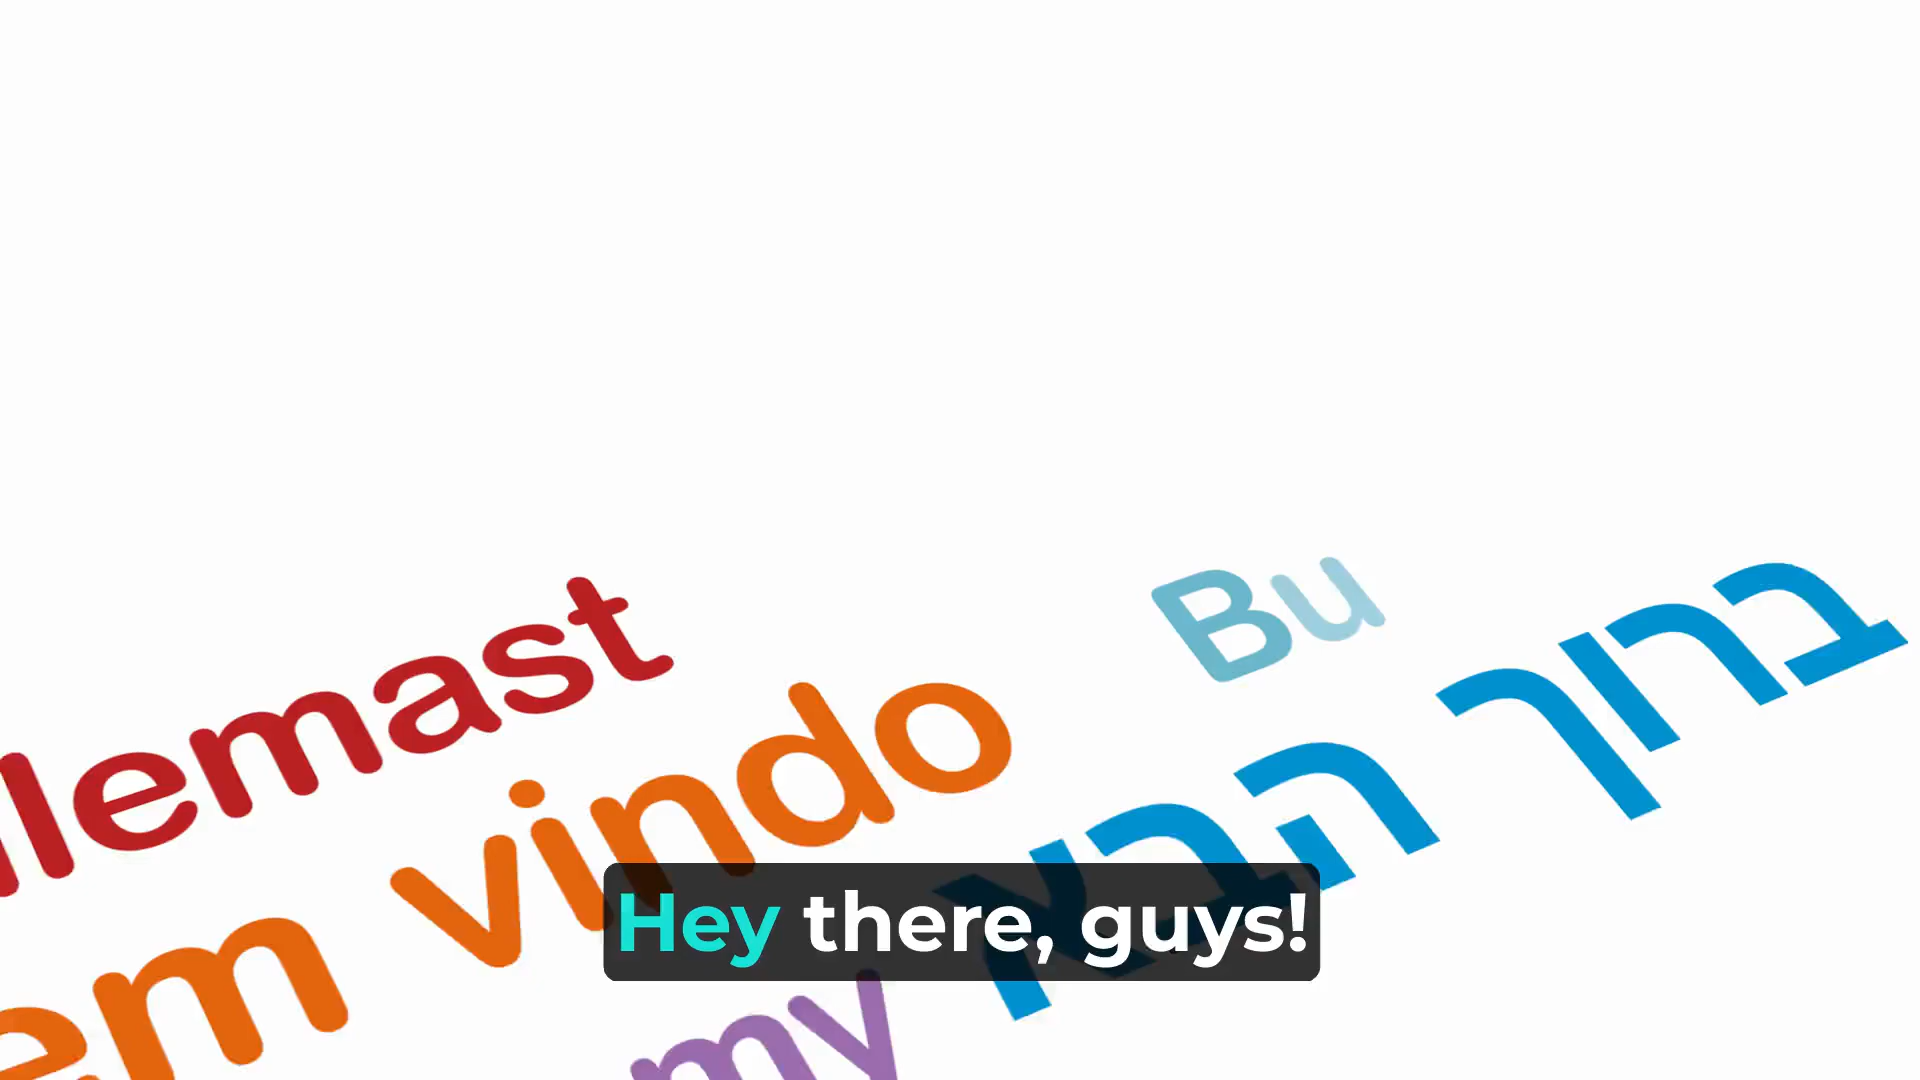 lemast
Bu
em vindo
ברוך הבא
my
Hey there, guys!